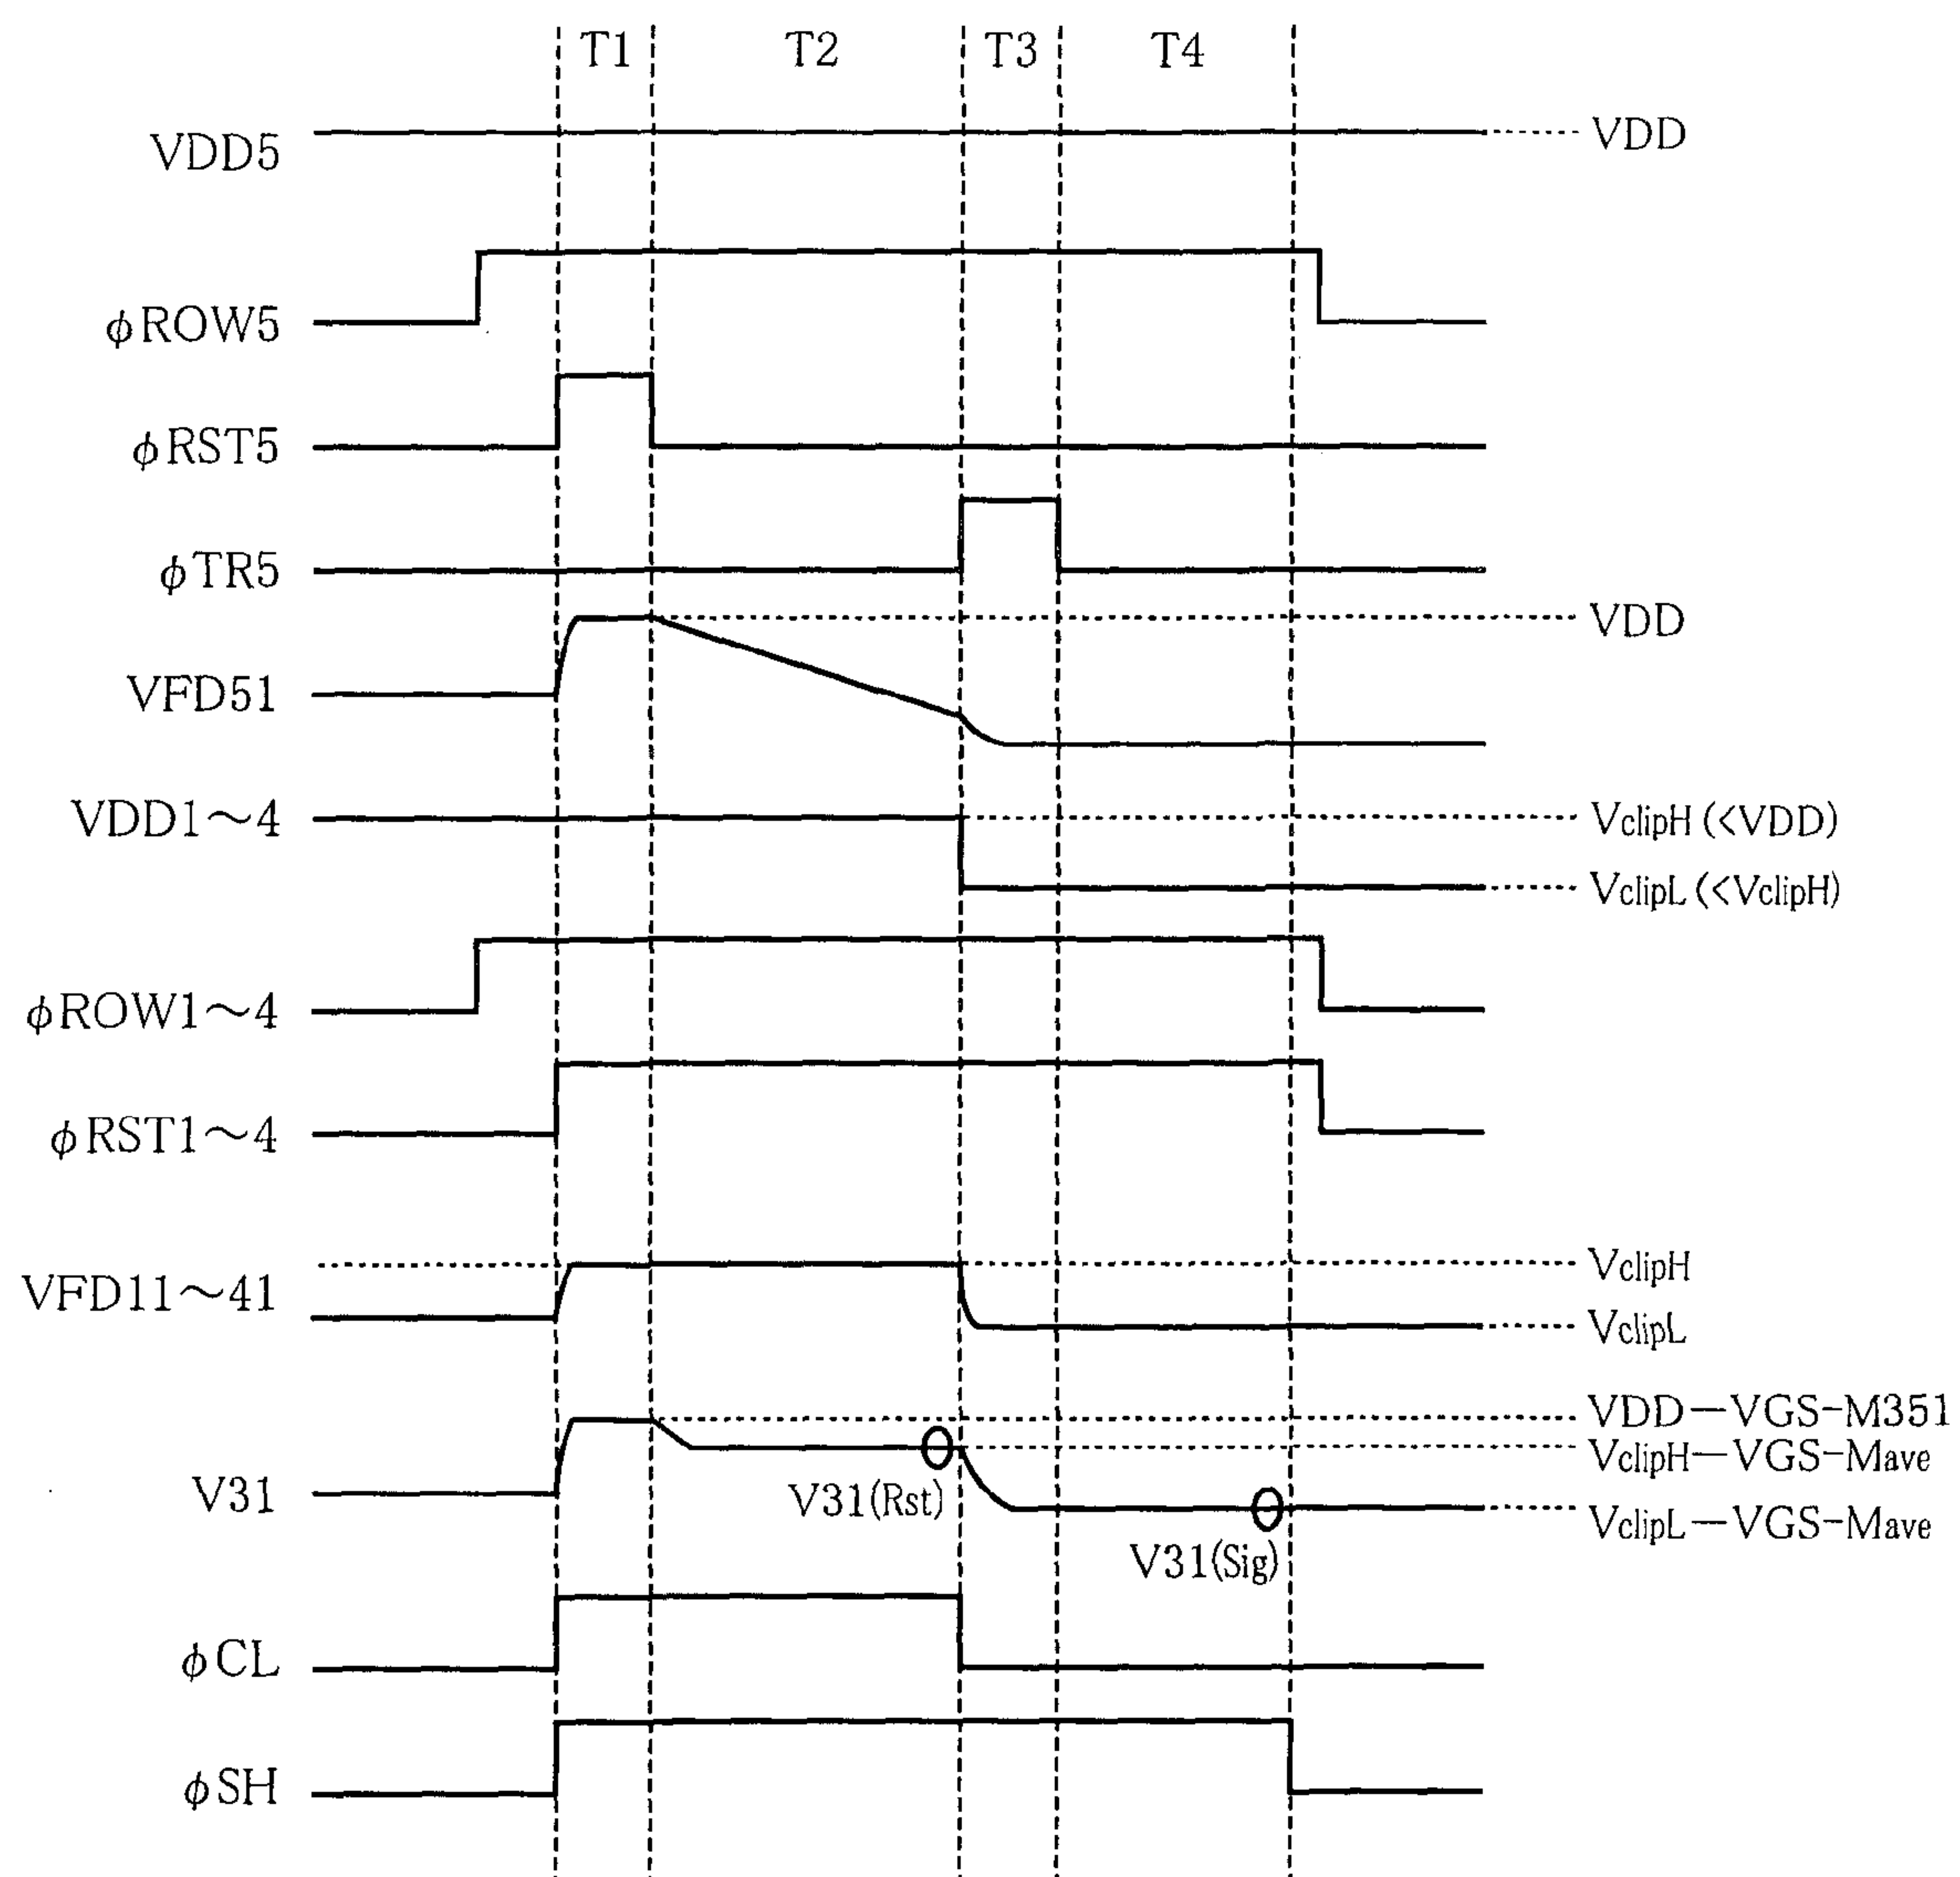 T1 T2 T3 T4
VDD5 VDD
ϕROW5
ϕRST5
ϕTR5
VDD
VFD51
VDD1～4 VclipH (<VDD)
VclipL (<VclipH)
ϕROW1～4
ϕRST1～4
VclipH
VFD11～41
VclipL
VDD－VGS-M351
VclipH－VGS-Mave
V31 V31(Rst)
VclipL－VGS-Mave
V31(Sig)
ϕCL
ϕSH